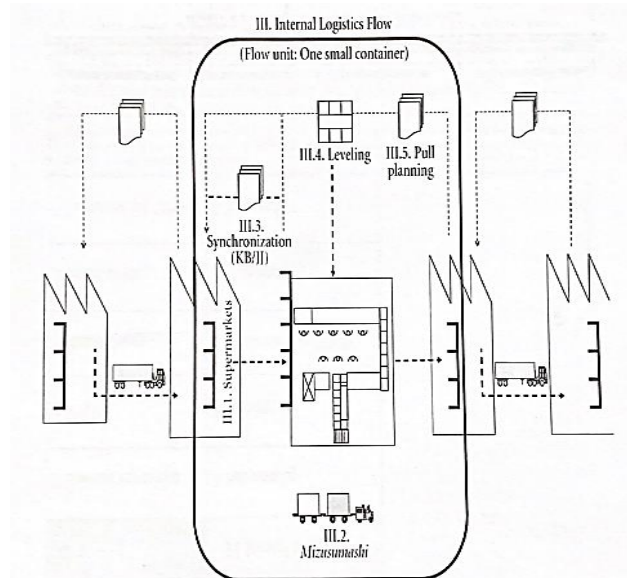 III. Internal Logistics Flow
(Flow unit: One small container)
III.4. Leveling
III.5. Pull
planning
III.3.
Synchronization
(KB/JJ)
III.1. Supermarkets
III.2.
Mizusumashi